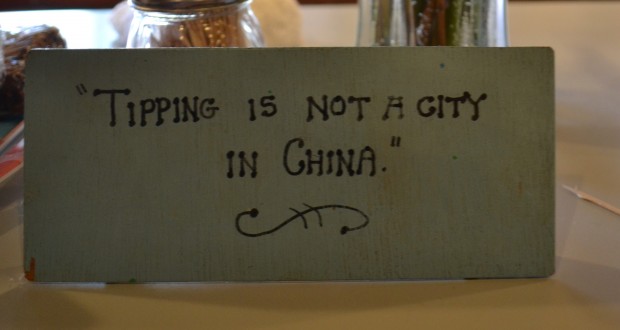 "TIPPING IS NOT A CITY
IN CHINA."